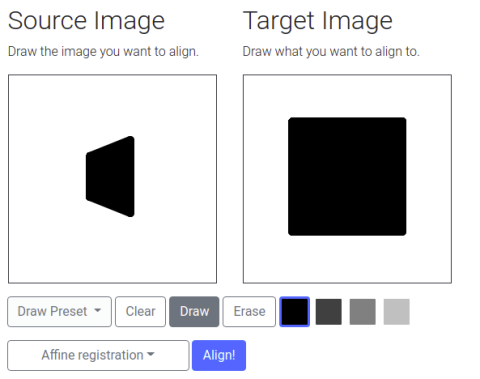 Source Image
Target Image
Draw the image you want to align.
Draw what you want to align to.
Draw Preset
Clear
Draw
Erase
Affine registration
Align!